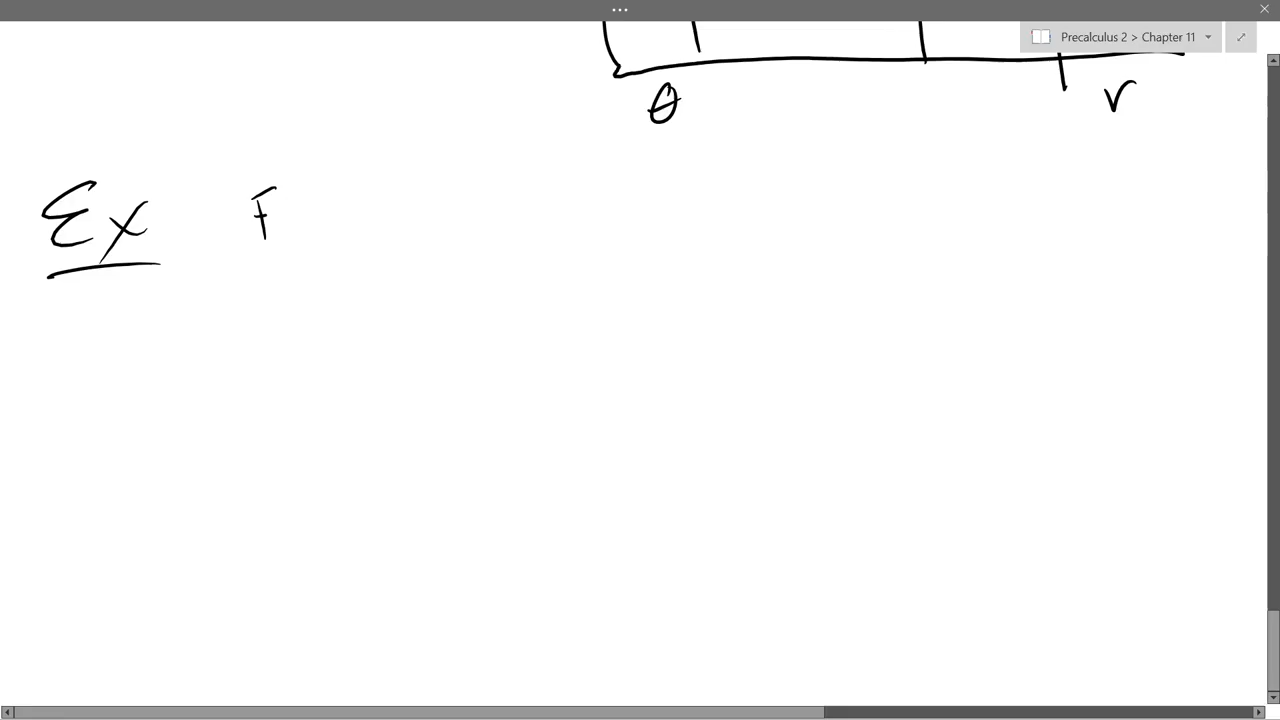 Precalculus 2 > Chapter 11
θ r
Ex F